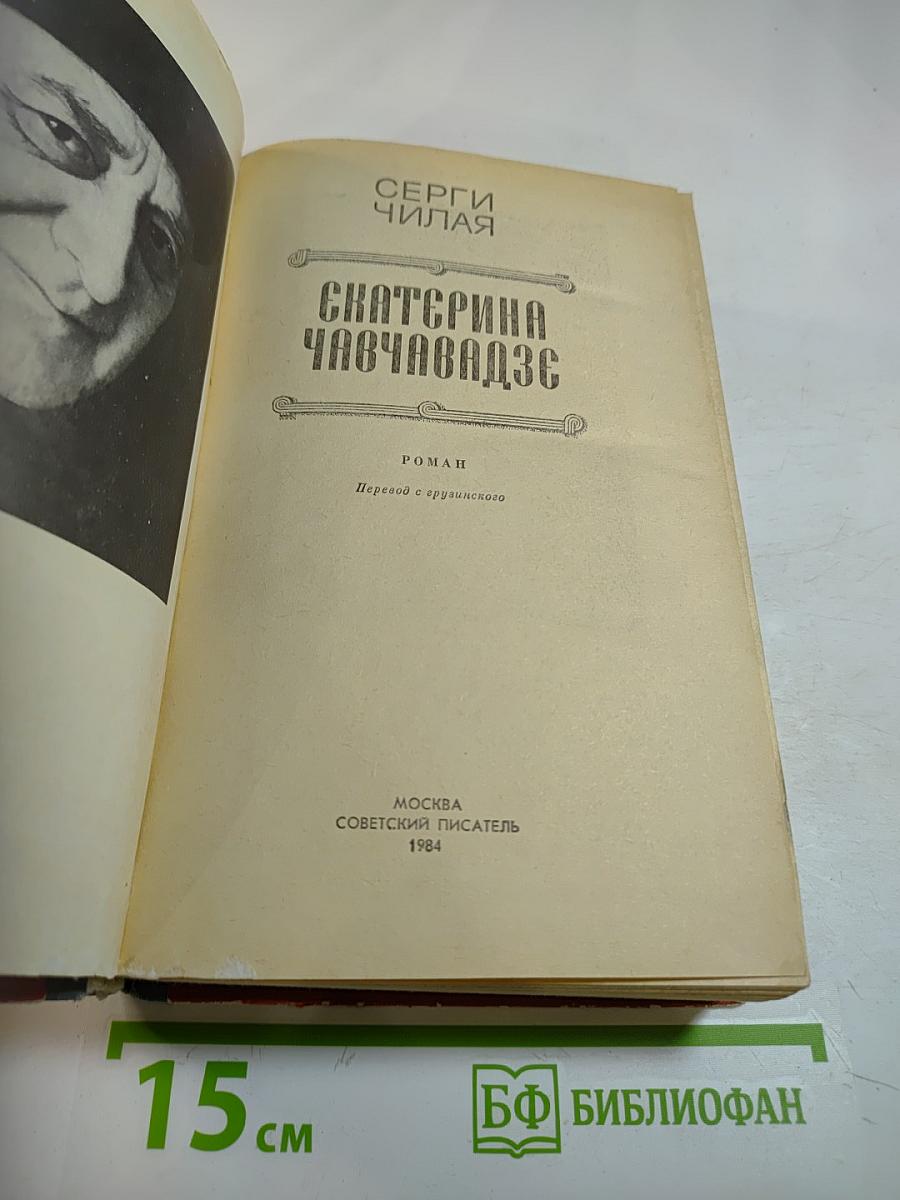 СЕРГИ
ЧИЛАЯ
ЕКАТЕРИНА
ЧАВЧАВАДЗЕ
РОМАН
Перевод с грузинского
МОСКВА
СОВЕТСКИЙ ПИСАТЕЛЬ
1984
15 см
БФ БИБЛИОФАН